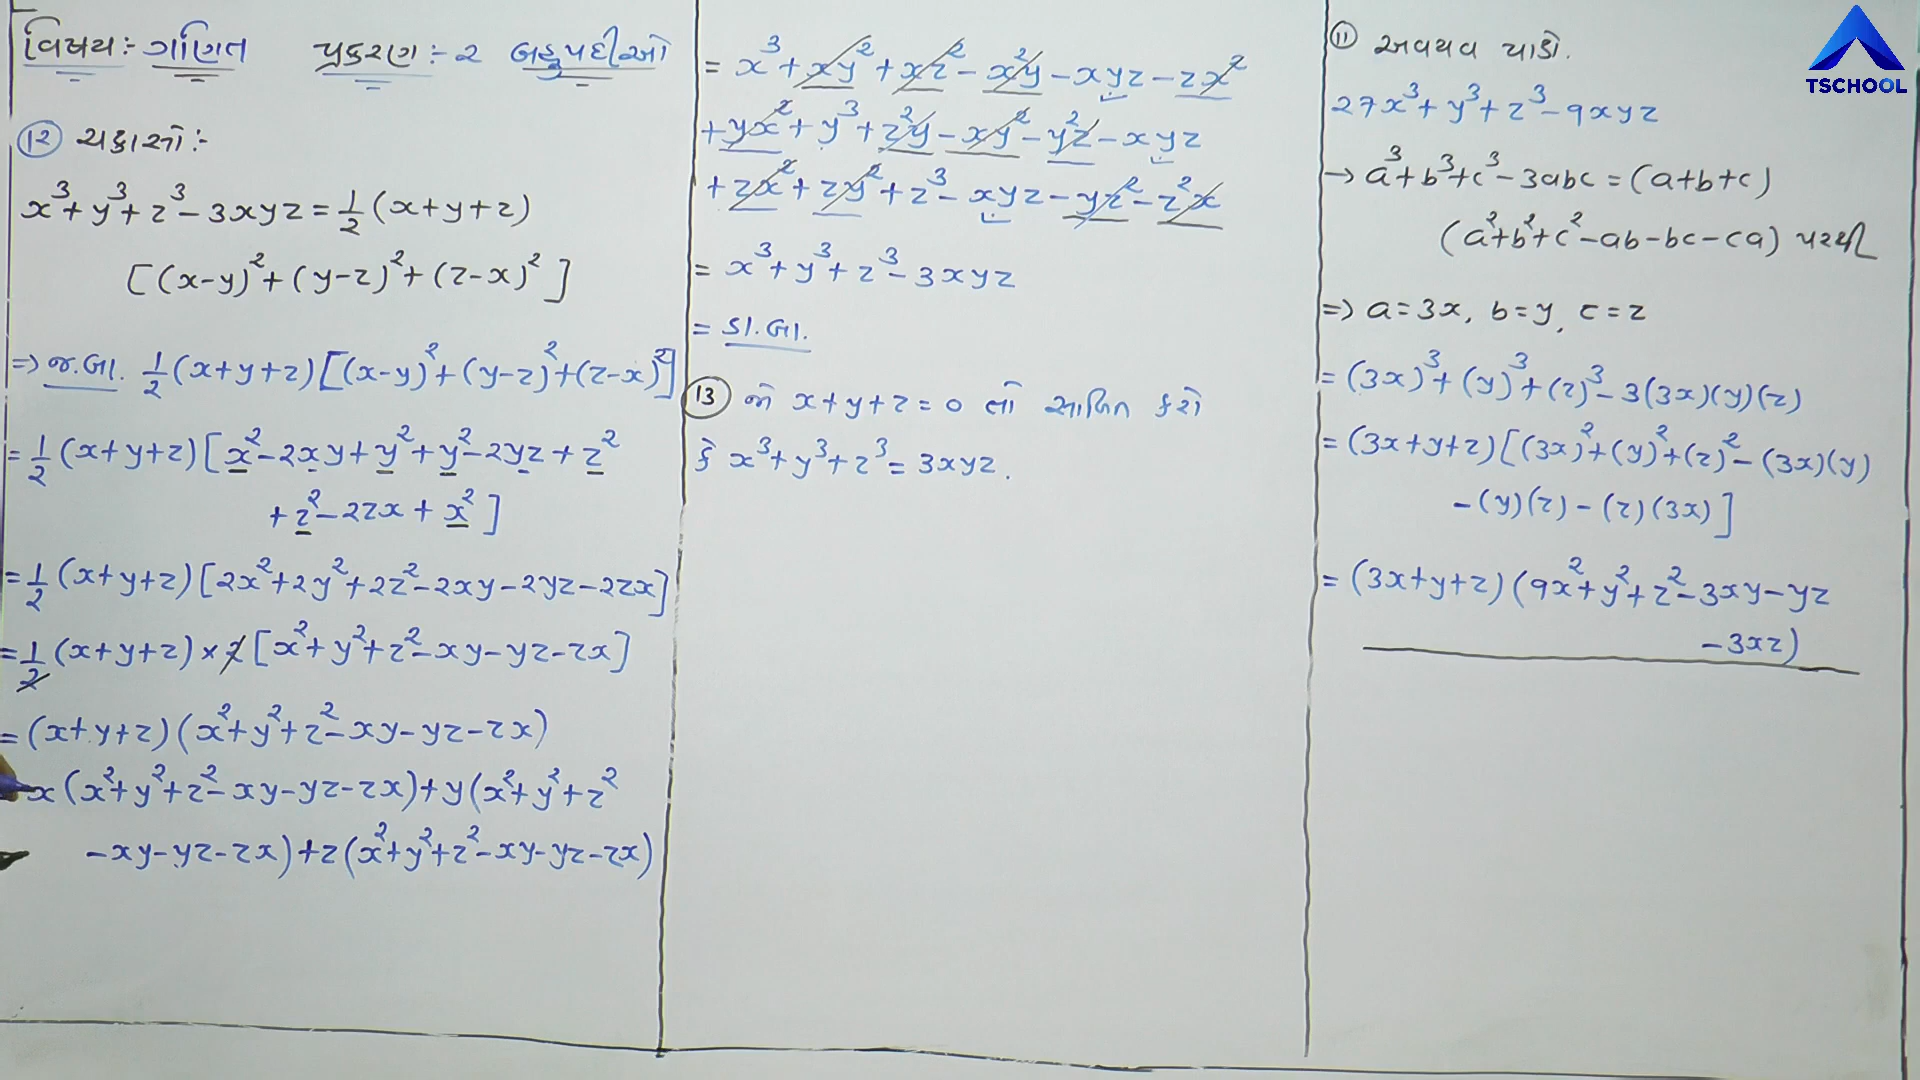 વિષય:- ગણિત પ્રકરણ:- ૨ બહુપદીઓ
(૧૨) ચકાસો:-
x³+y³+z³-3xyz=1/2(x+y+z)
[(x-y)²+(y-z)²+(z-x)²]
=> જ.બા. 1/2(x+y+z)[(x-y)²+(y-z)²+(z-x)²]
=1/2(x+y+z)[x²-2xy+y²+y²-2yz+z²
+z²-2zx+x²]
=1/2(x+y+z)[2x²+2y²+2z²-2xy-2yz-2zx]
=1/2(x+y+z)×2[x²+y²+z²-xy-yz-zx]
=(x+y+z)(x²+y²+z²-xy-yz-zx)
x(x²+y²+z²-xy-yz-zx)+y(x²+y²+z²
-xy-yz-zx)+z(x²+y²+z²-xy-yz-zx)
= x³+xy²+xz²-x²y-xyz-zx²
+yx²+y³+z²y-xy²-y²z-xyz
+zx²+zy²+z³-xyz-yz²-z²x
= x³+y³+z³-3xyz
= ડા.બા.
(13) જો x+y+z=0 તો સાબિત કરો
કે x³+y³+z³=3xyz.
(11) અવયવ પાડો.
27x³+y³+z³-9xyz
→ a³+b³+c³-3abc=(a+b+c)
(a²+b²+c²-ab-bc-ca) પરથી
=> a=3x, b=y, c=z
=(3x)³+(y)³+(z)³-3(3x)(y)(z)
=(3x+y+z)[(3x)²+(y)²+(z)²-(3x)(y)
-(y)(z)-(z)(3x)]
=(3x+y+z)(9x²+y²+z²-3xy-yz
-3xz)
TSCHOOL